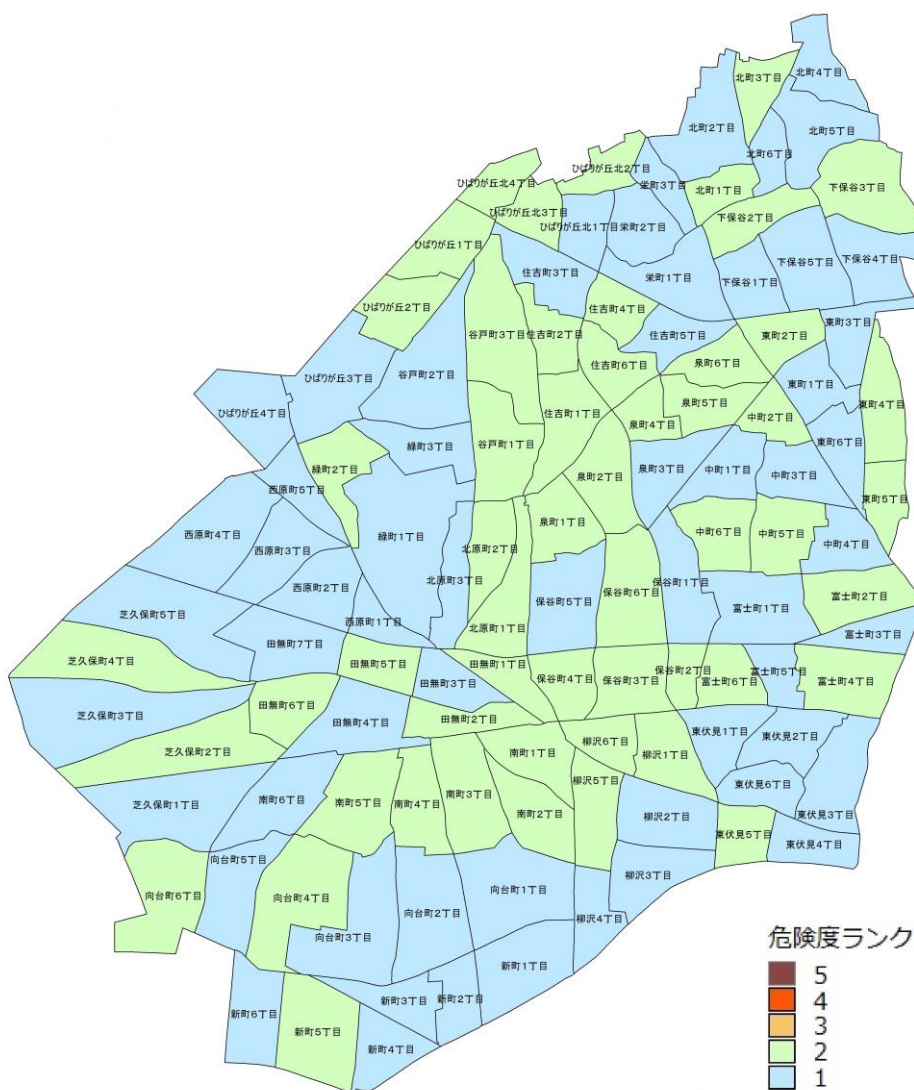 北町4丁目
北町3丁目
北町2丁目
北町5丁目
北町6丁目
ひばりが丘北2丁目
ひばりが丘北4丁目
栄町3丁目
北町1丁目
下保谷3丁目
ひばりが丘北3丁目
下保谷2丁目
ひばりが丘北1丁目
栄町2丁目
ひばりが丘1丁目
下保谷5丁目
下保谷4丁目
住吉町3丁目
栄町1丁目
下保谷1丁目
ひばりが丘2丁目
住吉町4丁目
東町3丁目
谷戸町3丁目
住吉町2丁目
住吉町5丁目
東町2丁目
泉町6丁目
住吉町6丁目
ひばりが丘3丁目
谷戸町2丁目
東町1丁目
東町4丁目
泉町5丁目
ひばりが丘4丁目
住吉町1丁目
泉町4丁目
中町2丁目
緑町3丁目
谷戸町1丁目
東町6丁目
緑町2丁目
泉町3丁目
中町1丁目
中町3丁目
西原町5丁目
泉町2丁目
東町5丁目
泉町1丁目
西原町4丁目
緑町1丁目
中町6丁目
中町5丁目
西原町3丁目
北原町2丁目
中町4丁目
北原町3丁目
保谷町1丁目
西原町2丁目
保谷町5丁目
保谷町6丁目
富士町2丁目
芝久保町5丁目
富士町1丁目
西原町1丁目
北原町1丁目
富士町3丁目
田無町7丁目
芝久保町4丁目
田無町5丁目
田無町1丁目
保谷町2丁目
富士町5丁目
保谷町4丁目
保谷町3丁目
富士町6丁目
富士町4丁目
田無町3丁目
田無町6丁目
芝久保町3丁目
田無町4丁目
田無町2丁目
東伏見1丁目
東伏見2丁目
柳沢6丁目
芝久保町2丁目
南町1丁目
柳沢1丁目
柳沢5丁目
東伏見6丁目
南町3丁目
芝久保町1丁目
南町6丁目
南町5丁目
南町4丁目
南町2丁目
柳沢2丁目
東伏見3丁目
東伏見5丁目
東伏見4丁目
向台町5丁目
柳沢3丁目
向台町6丁目
向台町4丁目
向台町1丁目
向台町2丁目
柳沢4丁目
向台町3丁目
新町1丁目
新町3丁目
新町2丁目
新町6丁目
新町5丁目
新町4丁目
危険度ランク
5
4
3
2
1